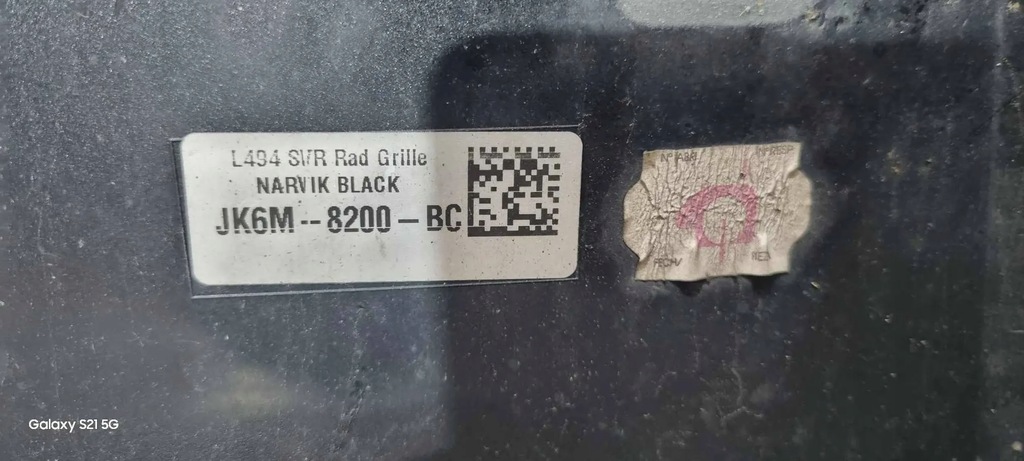 L494 SVR Rad Grille
NARVIK BLACK
JK6M--8200-BC
Galaxy S21 5G